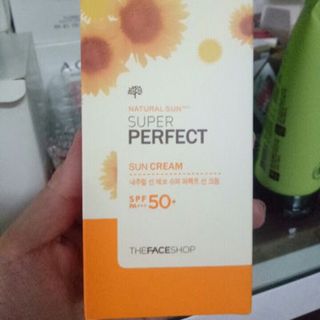 NATURAL SUN
SUPER
PERFECT
SUN CREAM
내추럴 선 에코 슈퍼 퍼펙트 선 크림
SPF 50+
PA+++
THEFACESHOP